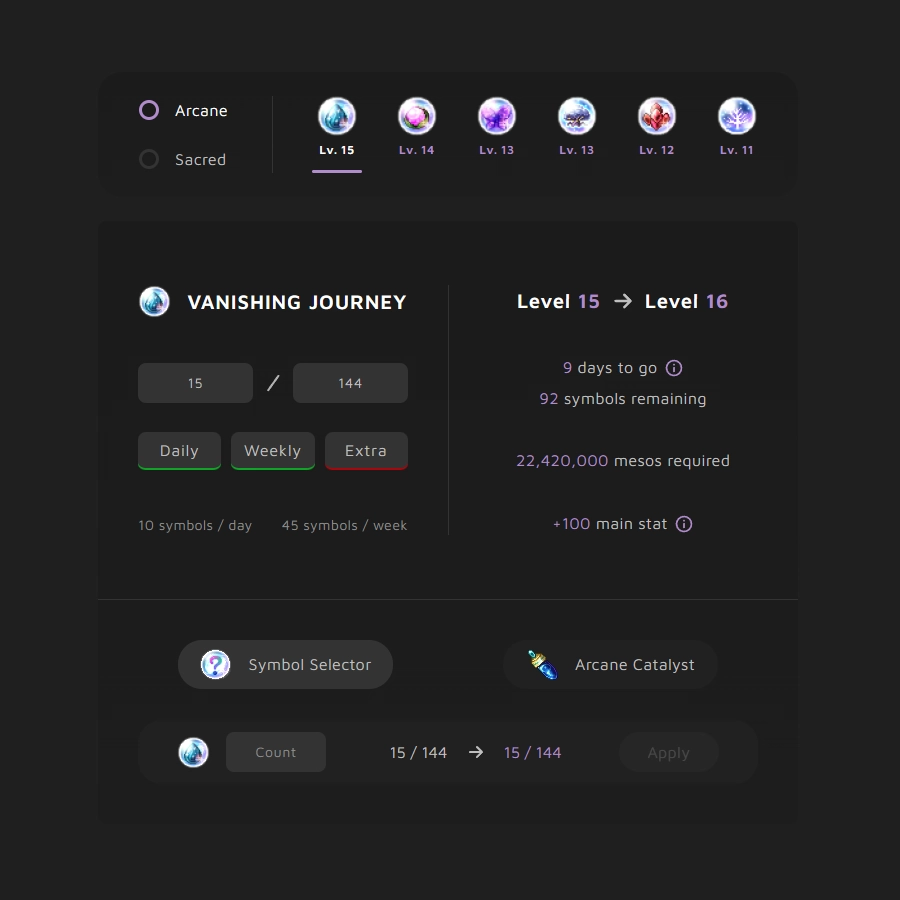 Arcane
Sacred
Lv. 15 Lv. 14 Lv. 13 Lv. 13 Lv. 12 Lv. 11
VANISHING JOURNEY
15 / 144
Daily Weekly Extra
10 symbols / day 45 symbols / week
Level 15 → Level 16
9 days to go
92 symbols remaining
22,420,000 mesos required
+100 main stat
Symbol Selector Arcane Catalyst
Count 15 / 144 → 15 / 144 Apply